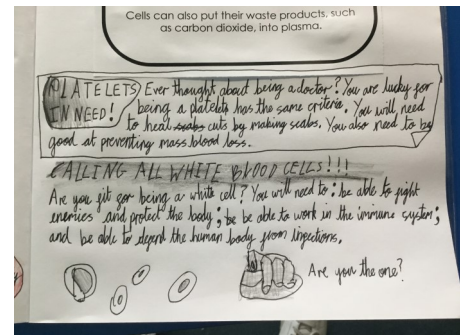 Cells can also put their waste products, such
as carbon dioxide, into plasma.
PLATELETS Ever thought about being a doctor? You are lucky for
IN NEED! being a platelets has the same criteria. You will need
to heal scabs cuts by making scabs. You also need to be
good at preventing mass blood loss.
CALLING ALL WHITE BLOOD CELLS!!!
Are you fit for being a white cell? You will need to; be able to fight
enemies and protect the body; be be able to work in the immune system;
and be able to defend the human body from infections.
Are you the one?